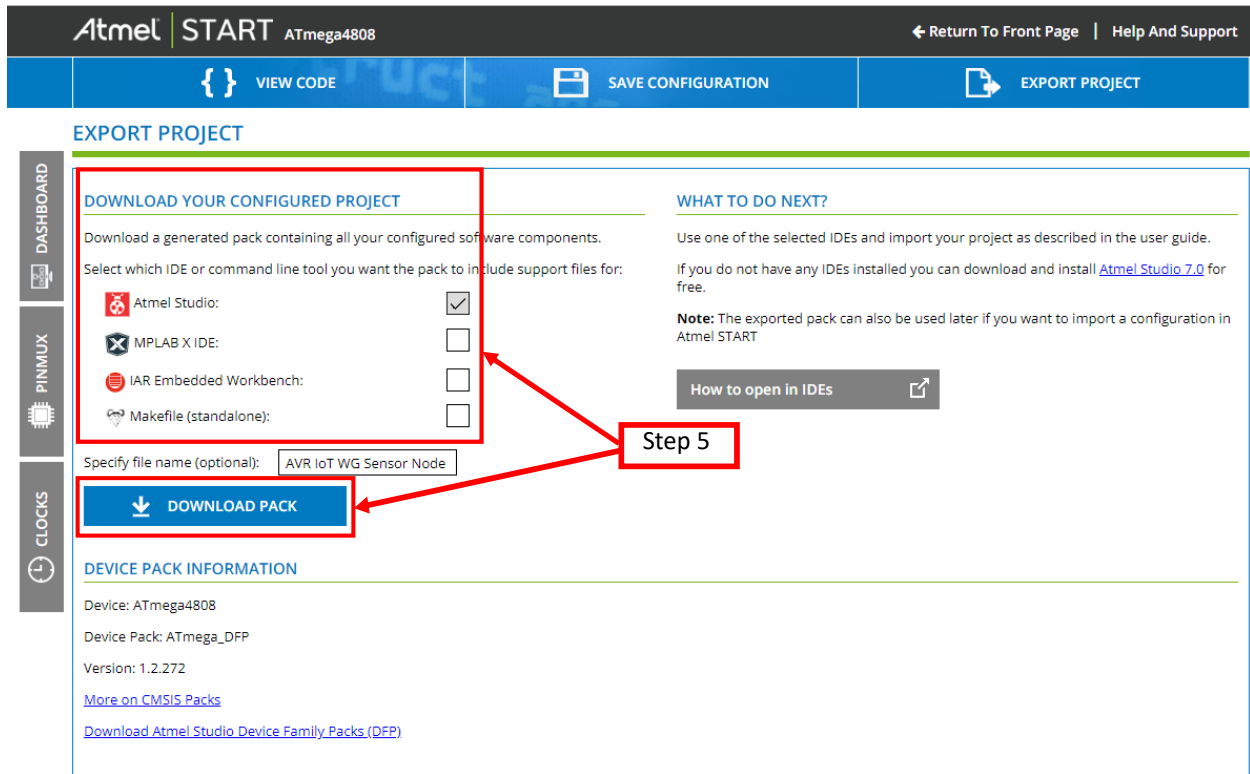 Atmel START ATmega4808
Return To Front Page | Help And Support
{ } VIEW CODE
SAVE CONFIGURATION
EXPORT PROJECT
EXPORT PROJECT
DASHBOARD
PINMUX
CLOCKS
DOWNLOAD YOUR CONFIGURED PROJECT
Download a generated pack containing all your configured software components.
Select which IDE or command line tool you want the pack to include support files for:
Atmel Studio:
MPLAB X IDE:
IAR Embedded Workbench:
Makefile (standalone):
Specify file name (optional): AVR IoT WG Sensor Node
DOWNLOAD PACK
WHAT TO DO NEXT?
Use one of the selected IDEs and import your project as described in the user guide.
If you do not have any IDEs installed you can download and install Atmel Studio 7.0 for
free.
Note: The exported pack can also be used later if you want to import a configuration in
Atmel START
How to open in IDEs
Step 5
DEVICE PACK INFORMATION
Device: ATmega4808
Device Pack: ATmega_DFP
Version: 1.2.272
More on CMSIS Packs
Download Atmel Studio Device Family Packs (DFP)